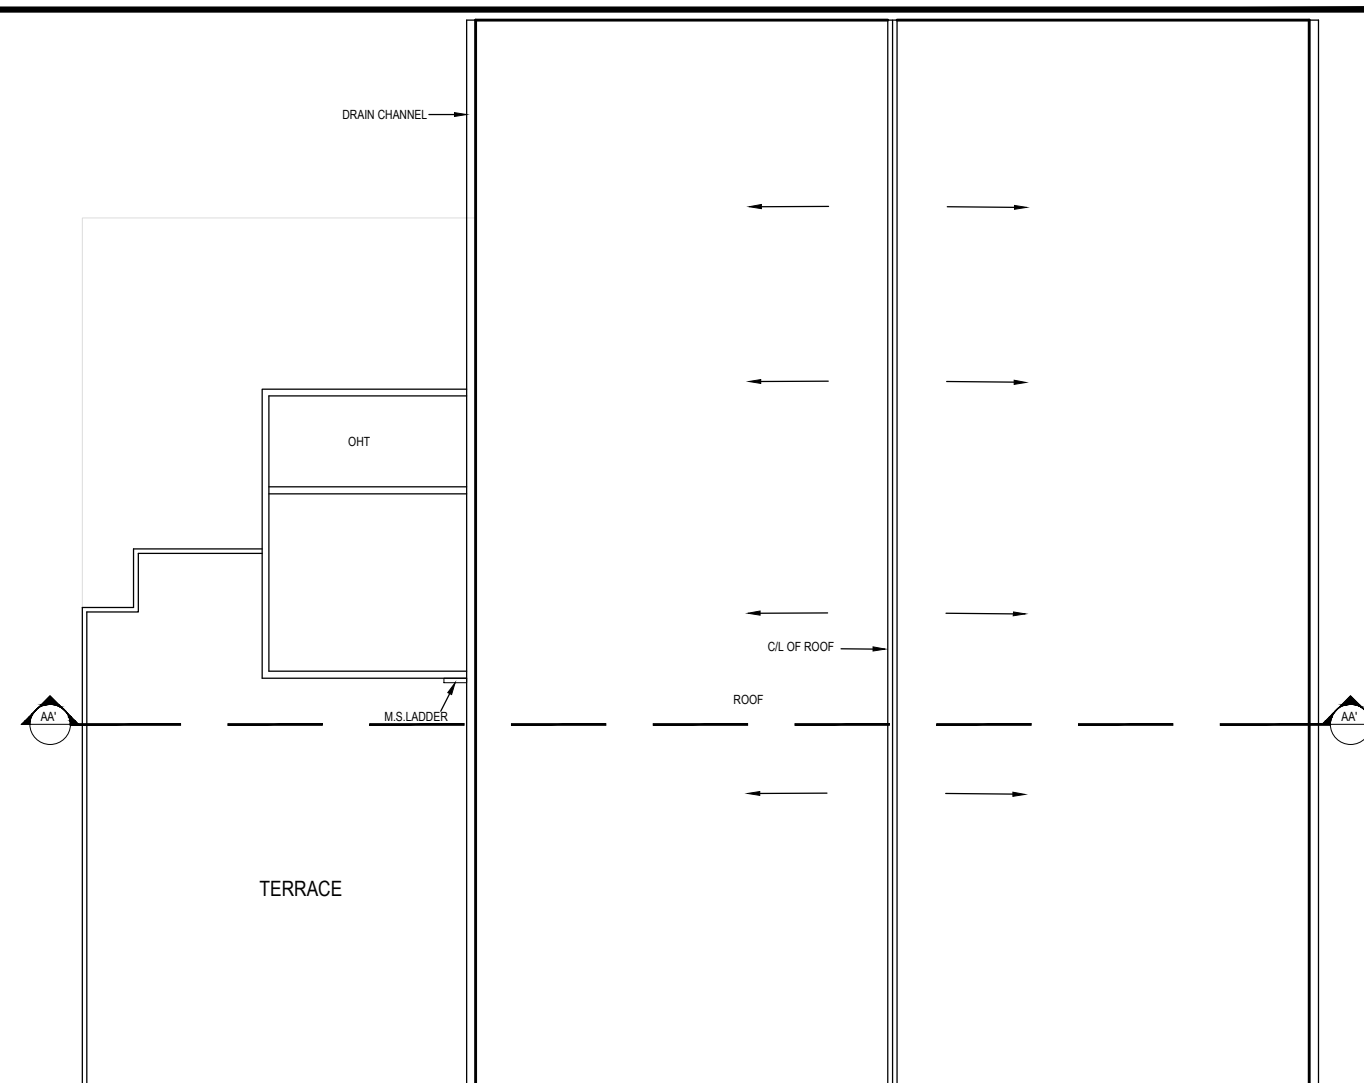 DRAIN CHANNEL
OHT
C/L OF ROOF
ROOF
AA'
M.S.LADDER
AA'
TERRACE